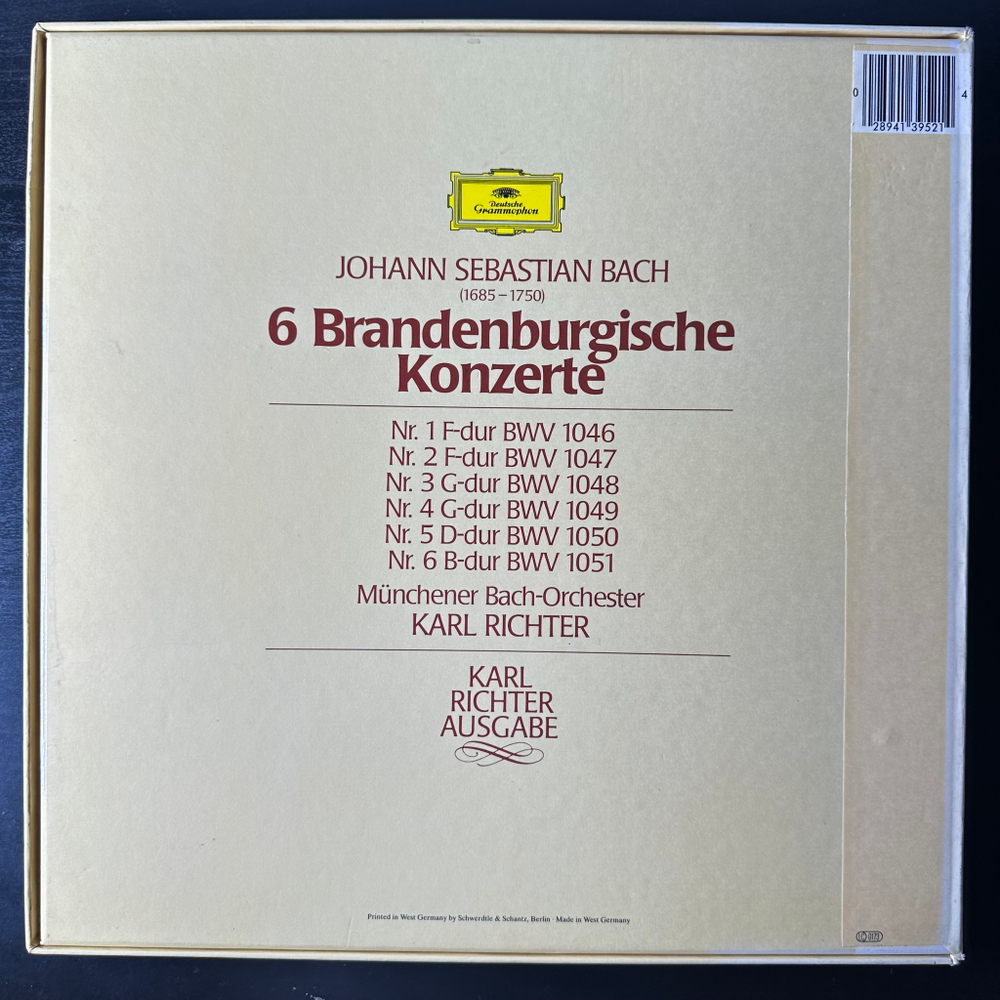 0 28941 39521 4
Deutsche
Grammophon
JOHANN SEBASTIAN BACH
(1685 – 1750)
6 Brandenburgische
Konzerte
Nr. 1 F-dur BWV 1046
Nr. 2 F-dur BWV 1047
Nr. 3 G-dur BWV 1048
Nr. 4 G-dur BWV 1049
Nr. 5 D-dur BWV 1050
Nr. 6 B-dur BWV 1051
Münchener Bach-Orchester
KARL RICHTER
KARL
RICHTER
AUSGABE
Printed in West Germany by Schwerdtle & Schantz, Berlin · Made in West Germany